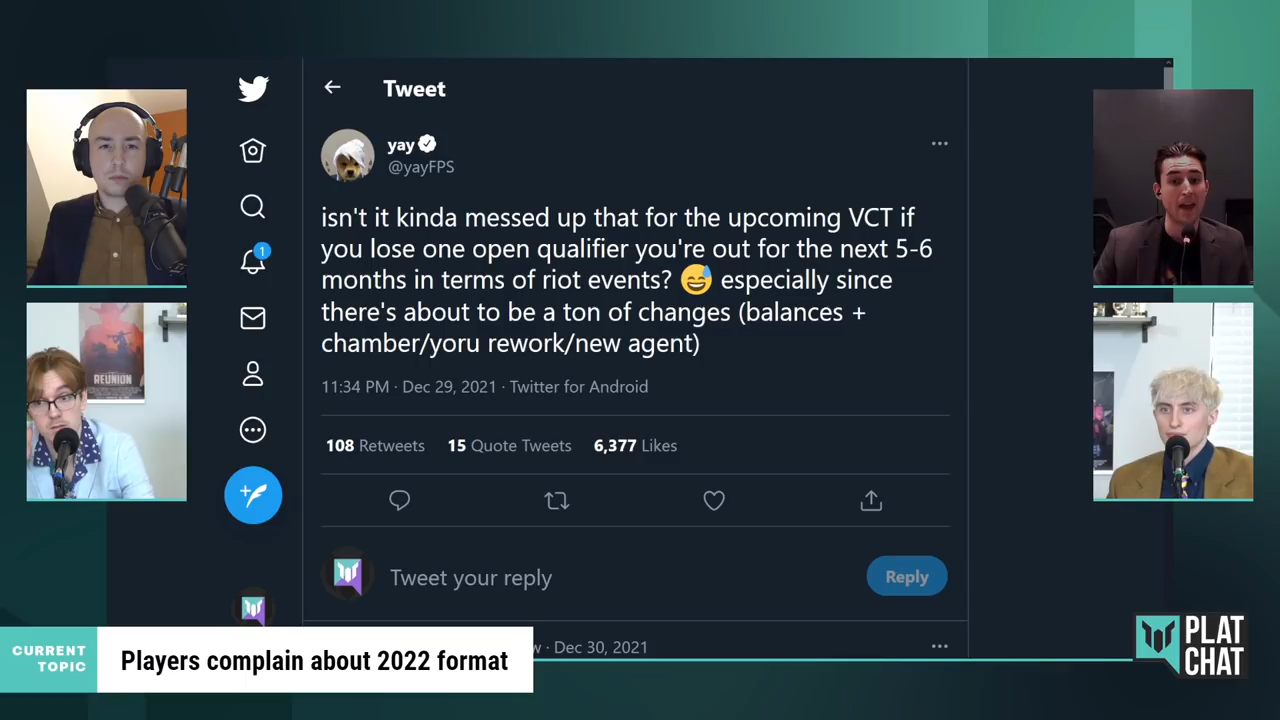 Tweet
yay
@yayFPS
isn't it kinda messed up that for the upcoming VCT if
you lose one open qualifier you're out for the next 5-6
months in terms of riot events? 😅 especially since
there's about to be a ton of changes (balances +
chamber/yoru rework/new agent)
11:34 PM · Dec 29, 2021 · Twitter for Android
108 Retweets 15 Quote Tweets 6,377 Likes
Tweet your reply
Reply
· Dec 30, 2021
1
REUNION
CURRENT
TOPIC
Players complain about 2022 format
PLAT
CHAT